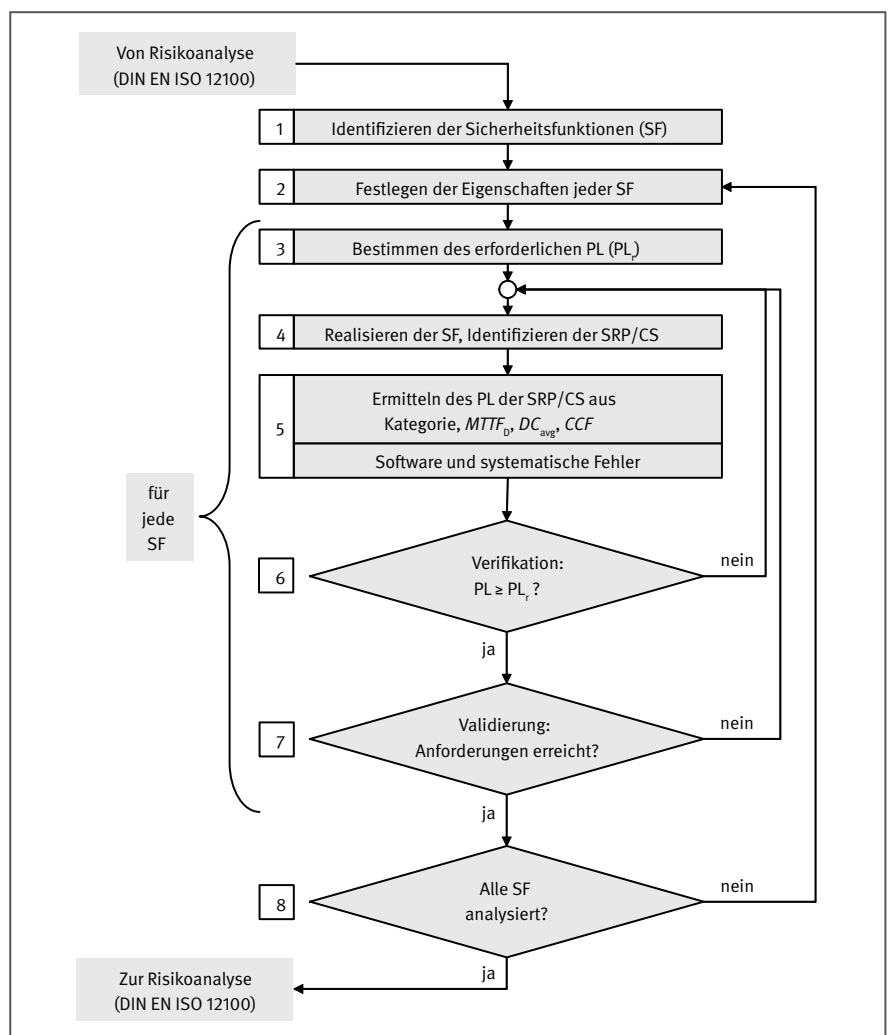 Von Risikoanalyse
(DIN EN ISO 12100)
1 Identifizieren der Sicherheitsfunktionen (SF)
2 Festlegen der Eigenschaften jeder SF
3 Bestimmen des erforderlichen PL (PLr)
4 Realisieren der SF, Identifizieren der SRP/CS
5 Ermitteln des PL der SRP/CS aus
Kategorie, MTTFD, DCavg, CCF
Software und systematische Fehler
für
jede
SF
6 Verifikation:
PL ≥ PLr ?
nein
ja
7 Validierung:
Anforderungen erreicht?
nein
ja
8 Alle SF
analysiert?
nein
ja
Zur Risikoanalyse
(DIN EN ISO 12100)